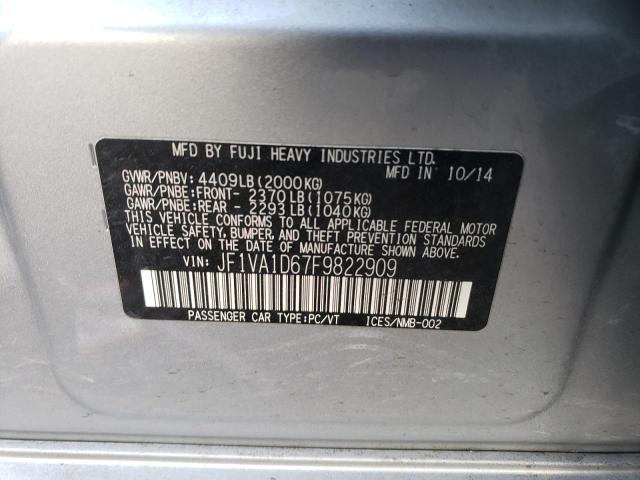 MFD BY FUJI HEAVY INDUSTRIES LTD.
GVWR/PNBV: 4409LB(2000KG) MFD IN 10/14
GAWR/PNBE:FRONT- 2370LB(1075KG)
GAWR/PNBE:REAR - 2293LB(1040KG)
THIS VEHICLE CONFORMS TO ALL APPLICABLE FEDERAL MOTOR
VEHICLE SAFETY, BUMPER, AND THEFT PREVENTION STANDARDS
IN EFFECT ON THE DATE OF MANUFACTURE SHOWN ABOVE.
VIN: JF1VA1D67F9822909
PASSENGER CAR TYPE:PC/VT ICES/NMB-002